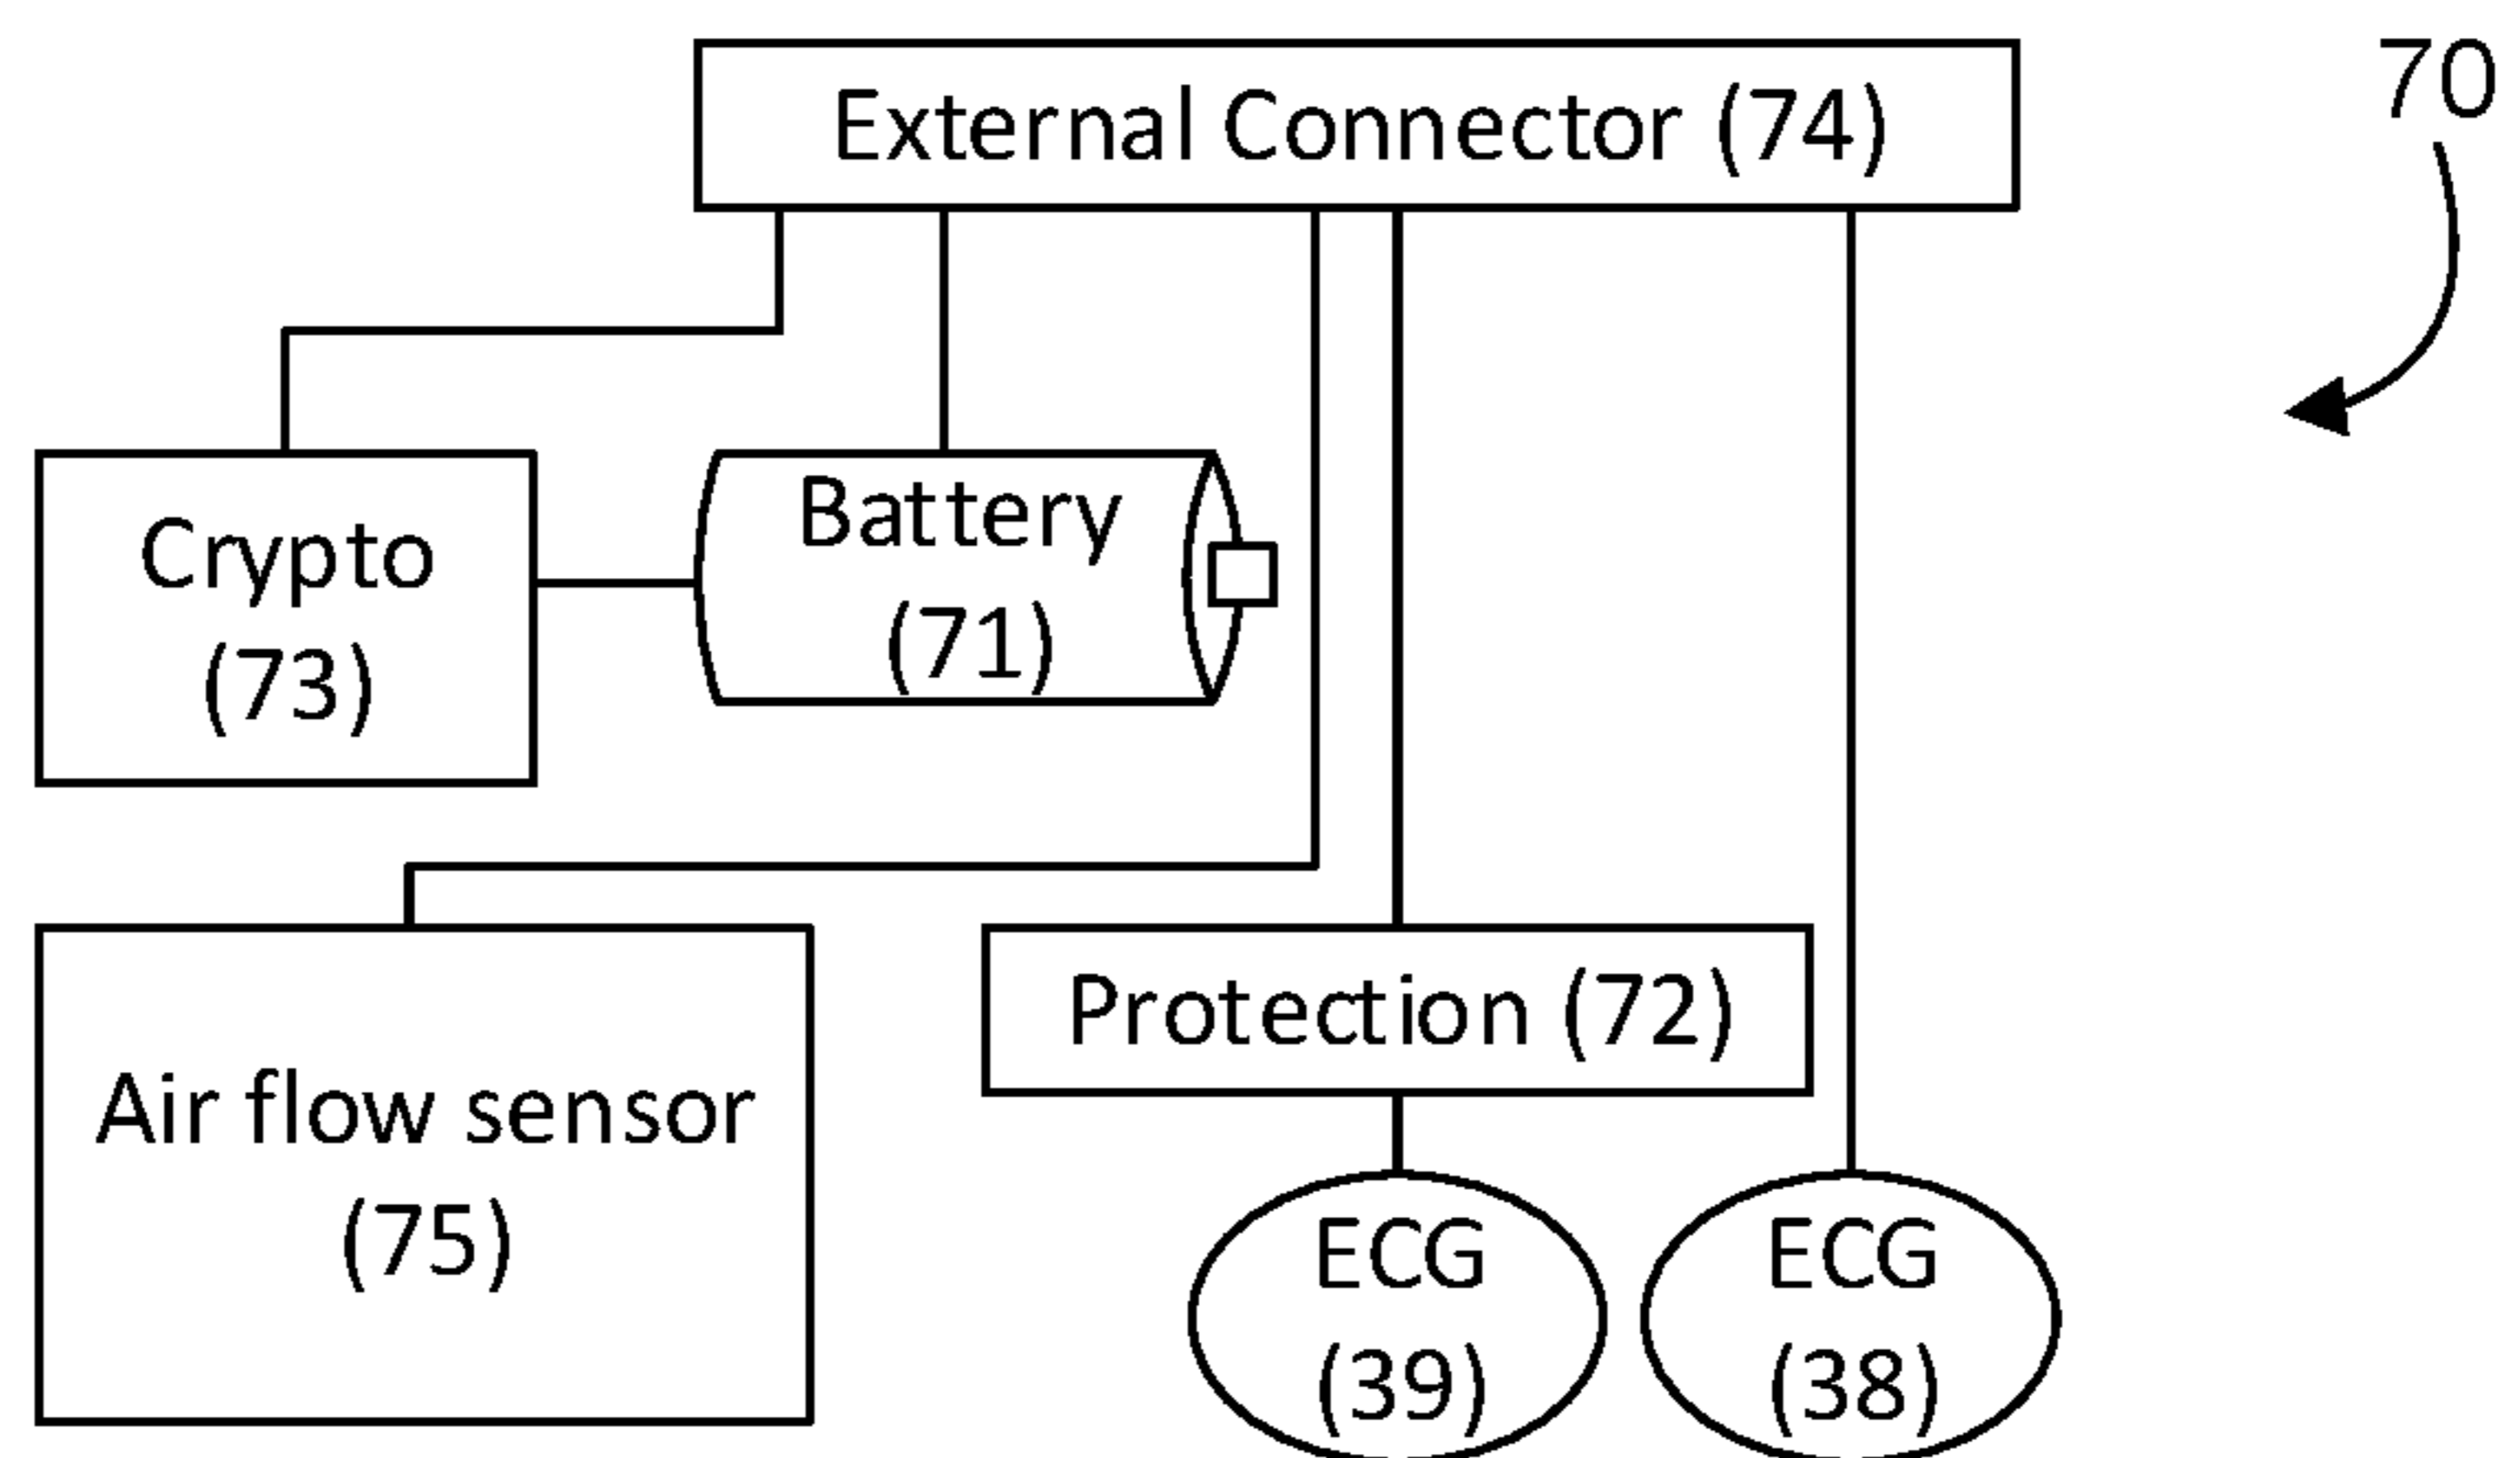 External Connector (74)
70
Crypto
(73)
Battery
(71)
Air flow sensor
(75)
Protection (72)
ECG
(39)
ECG
(38)